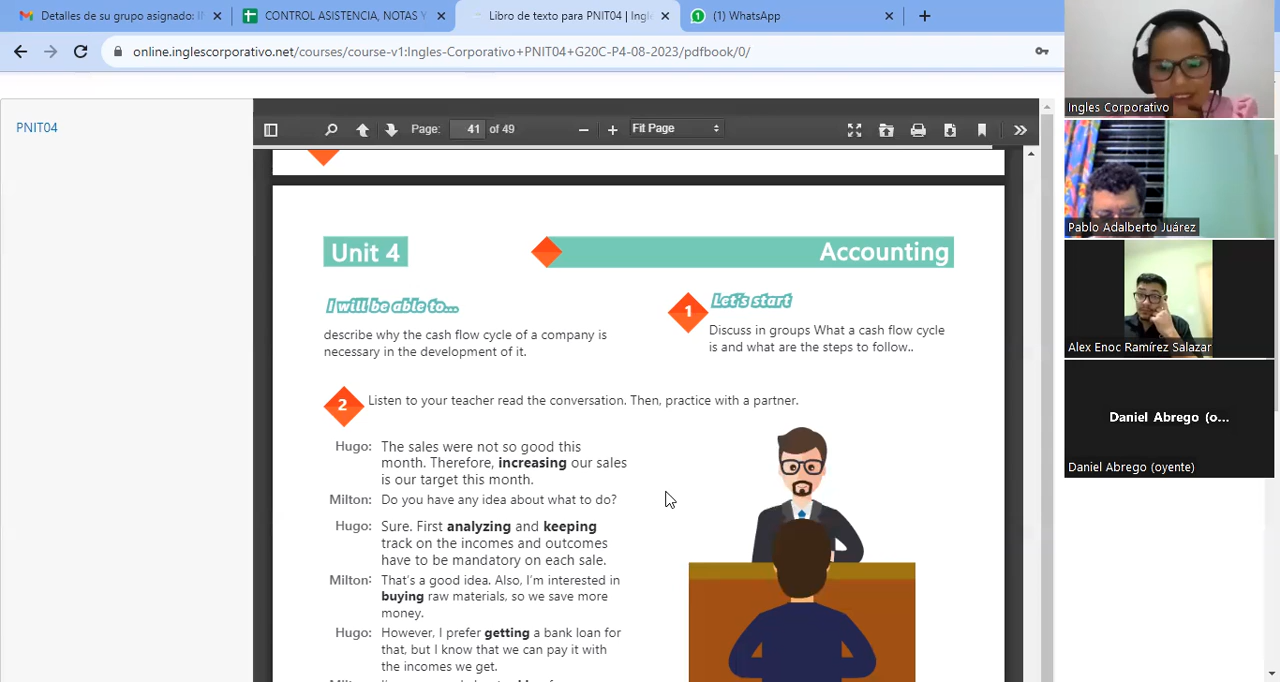 Detalles de su grupo asignado: II
CONTROL ASISTENCIA, NOTAS Y
Libro de texto para PNIT04 | Ingl
(1) WhatsApp
online.inglescorporativo.net/courses/course-v1:Ingles-Corporativo+PNIT04+G20C-P4-08-2023/pdfbook/0/
PNIT04
Page: 41 of 49
Fit Page
Unit 4
Accounting
I will be able to...
describe why the cash flow cycle of a company is
necessary in the development of it.
1
Let's start
Discuss in groups What a cash flow cycle
is and what are the steps to follow..
2
Listen to your teacher read the conversation. Then, practice with a partner.
Hugo: The sales were not so good this
month. Therefore, increasing our sales
is our target this month.
Milton: Do you have any idea about what to do?
Hugo: Sure. First analyzing and keeping
track on the incomes and outcomes
have to be mandatory on each sale.
Milton: That's a good idea. Also, I'm interested in
buying raw materials, so we save more
money.
Hugo: However, I prefer getting a bank loan for
that, but I know that we can pay it with
the incomes we get.
Ingles Corporativo
Pablo Adalberto Juárez
Alex Enoc Ramírez Salazar
Daniel Abrego (o...
Daniel Abrego (oyente)